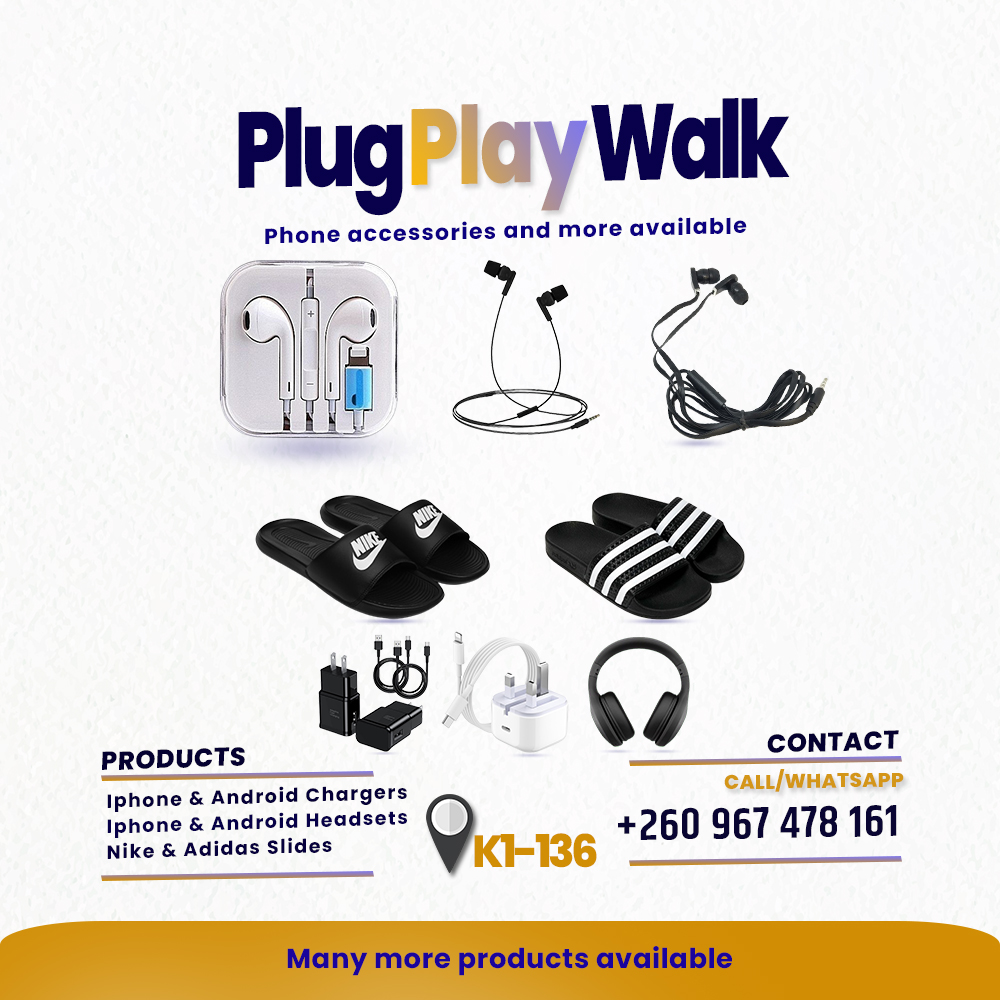 PlugPlayWalk
Phone accessories and more available
NIKE NIKE
PRODUCTS
Iphone & Android Chargers
Iphone & Android Headsets
Nike & Adidas Slides
K1-136
CONTACT
CALL/WHATSAPP
+260 967 478 161
Many more products available